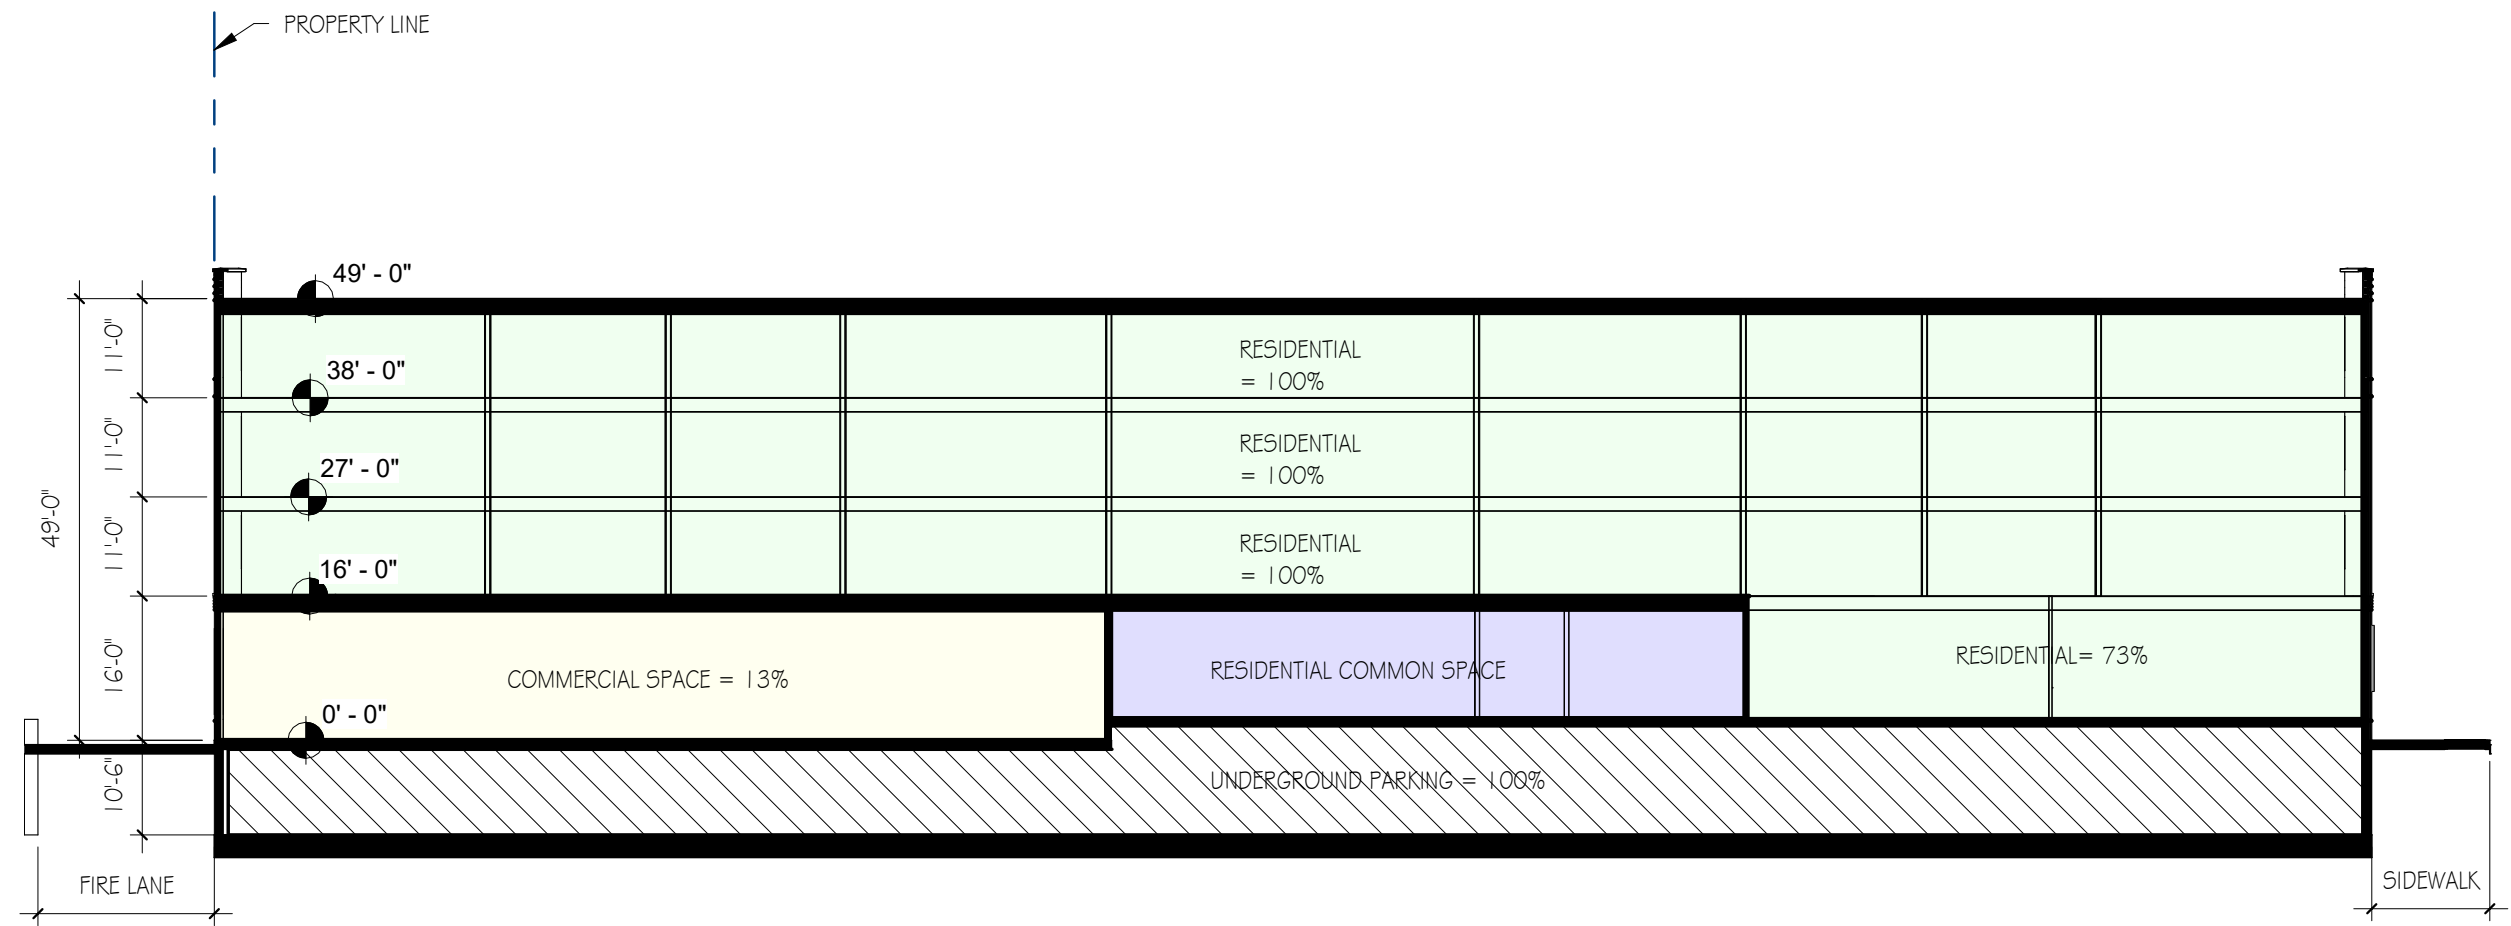 PROPERTY LINE
49' - 0"
11'-0"
38' - 0"
RESIDENTIAL
= 100%
11'-0"
27' - 0"
RESIDENTIAL
= 100%
49'-0"
11'-0"
16' - 0"
RESIDENTIAL
= 100%
16'-0"
COMMERCIAL SPACE = 13%
RESIDENTIAL COMMON SPACE
RESIDENTIAL= 73%
0' - 0"
10'-6"
UNDERGROUND PARKING = 100%
FIRE LANE
SIDEWALK